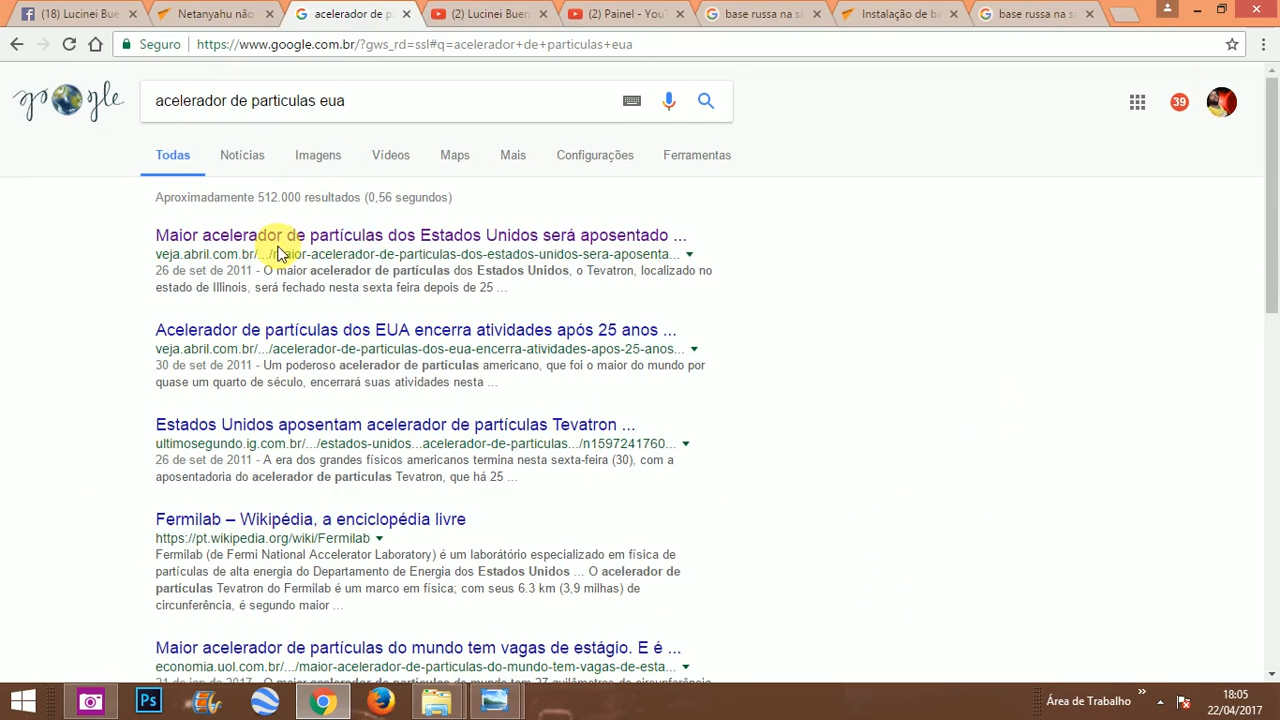 (18) Lucinei Buen
Netanyahu não
acelerador de p
(2) Lucinei Buen
(2) Painel - YouT
base russa na si
Instalação de ba
base russa na si
Seguro
https://www.google.com.br/?gws_rd=ssl#q=acelerador+de+particulas+eua
google
acelerador de particulas eua
39
Todas
Notícias
Imagens
Vídeos
Maps
Mais
Configurações
Ferramentas
Aproximadamente 512.000 resultados (0,56 segundos)
Maior acelerador de partículas dos Estados Unidos será aposentado ...
veja.abril.com.br/.../maior-acelerador-de-particulas-dos-estados-unidos-sera-aposenta...
26 de set de 2011 - O maior acelerador de partículas dos Estados Unidos, o Tevatron, localizado no
estado de Illinois, será fechado nesta sexta feira depois de 25 ...
Acelerador de partículas dos EUA encerra atividades após 25 anos ...
veja.abril.com.br/.../acelerador-de-particulas-dos-eua-encerra-atividades-apos-25-anos...
30 de set de 2011 - Um poderoso acelerador de partículas americano, que foi o maior do mundo por
quase um quarto de século, encerrará suas atividades nesta ...
Estados Unidos aposentam acelerador de partículas Tevatron ...
ultimosegundo.ig.com.br/.../estados-unidos...acelerador-de-particulas.../n1597241760...
26 de set de 2011 - A era dos grandes físicos americanos termina nesta sexta-feira (30), com a
aposentadoria do acelerador de particulas Tevatron, que há 25 ...
Fermilab – Wikipédia, a enciclopédia livre
https://pt.wikipedia.org/wiki/Fermilab
Fermilab (de Fermi National Accelerator Laboratory) é um laborátório especializado em física de
partículas de alta energia do Departamento de Energia dos Estados Unidos ... O acelerador de
partículas Tevatron do Fermilab é um marco em física; com seus 6.3 km (3,9 milhas) de
circunferência, é segundo maior ...
Maior acelerador de partículas do mundo tem vagas de estágio. E é ...
economia.uol.com.br/.../maior-acelerador-de-particulas-do-mundo-tem-vagas-de-esta...
Ps
Área de Trabalho
18:05
22/04/2017